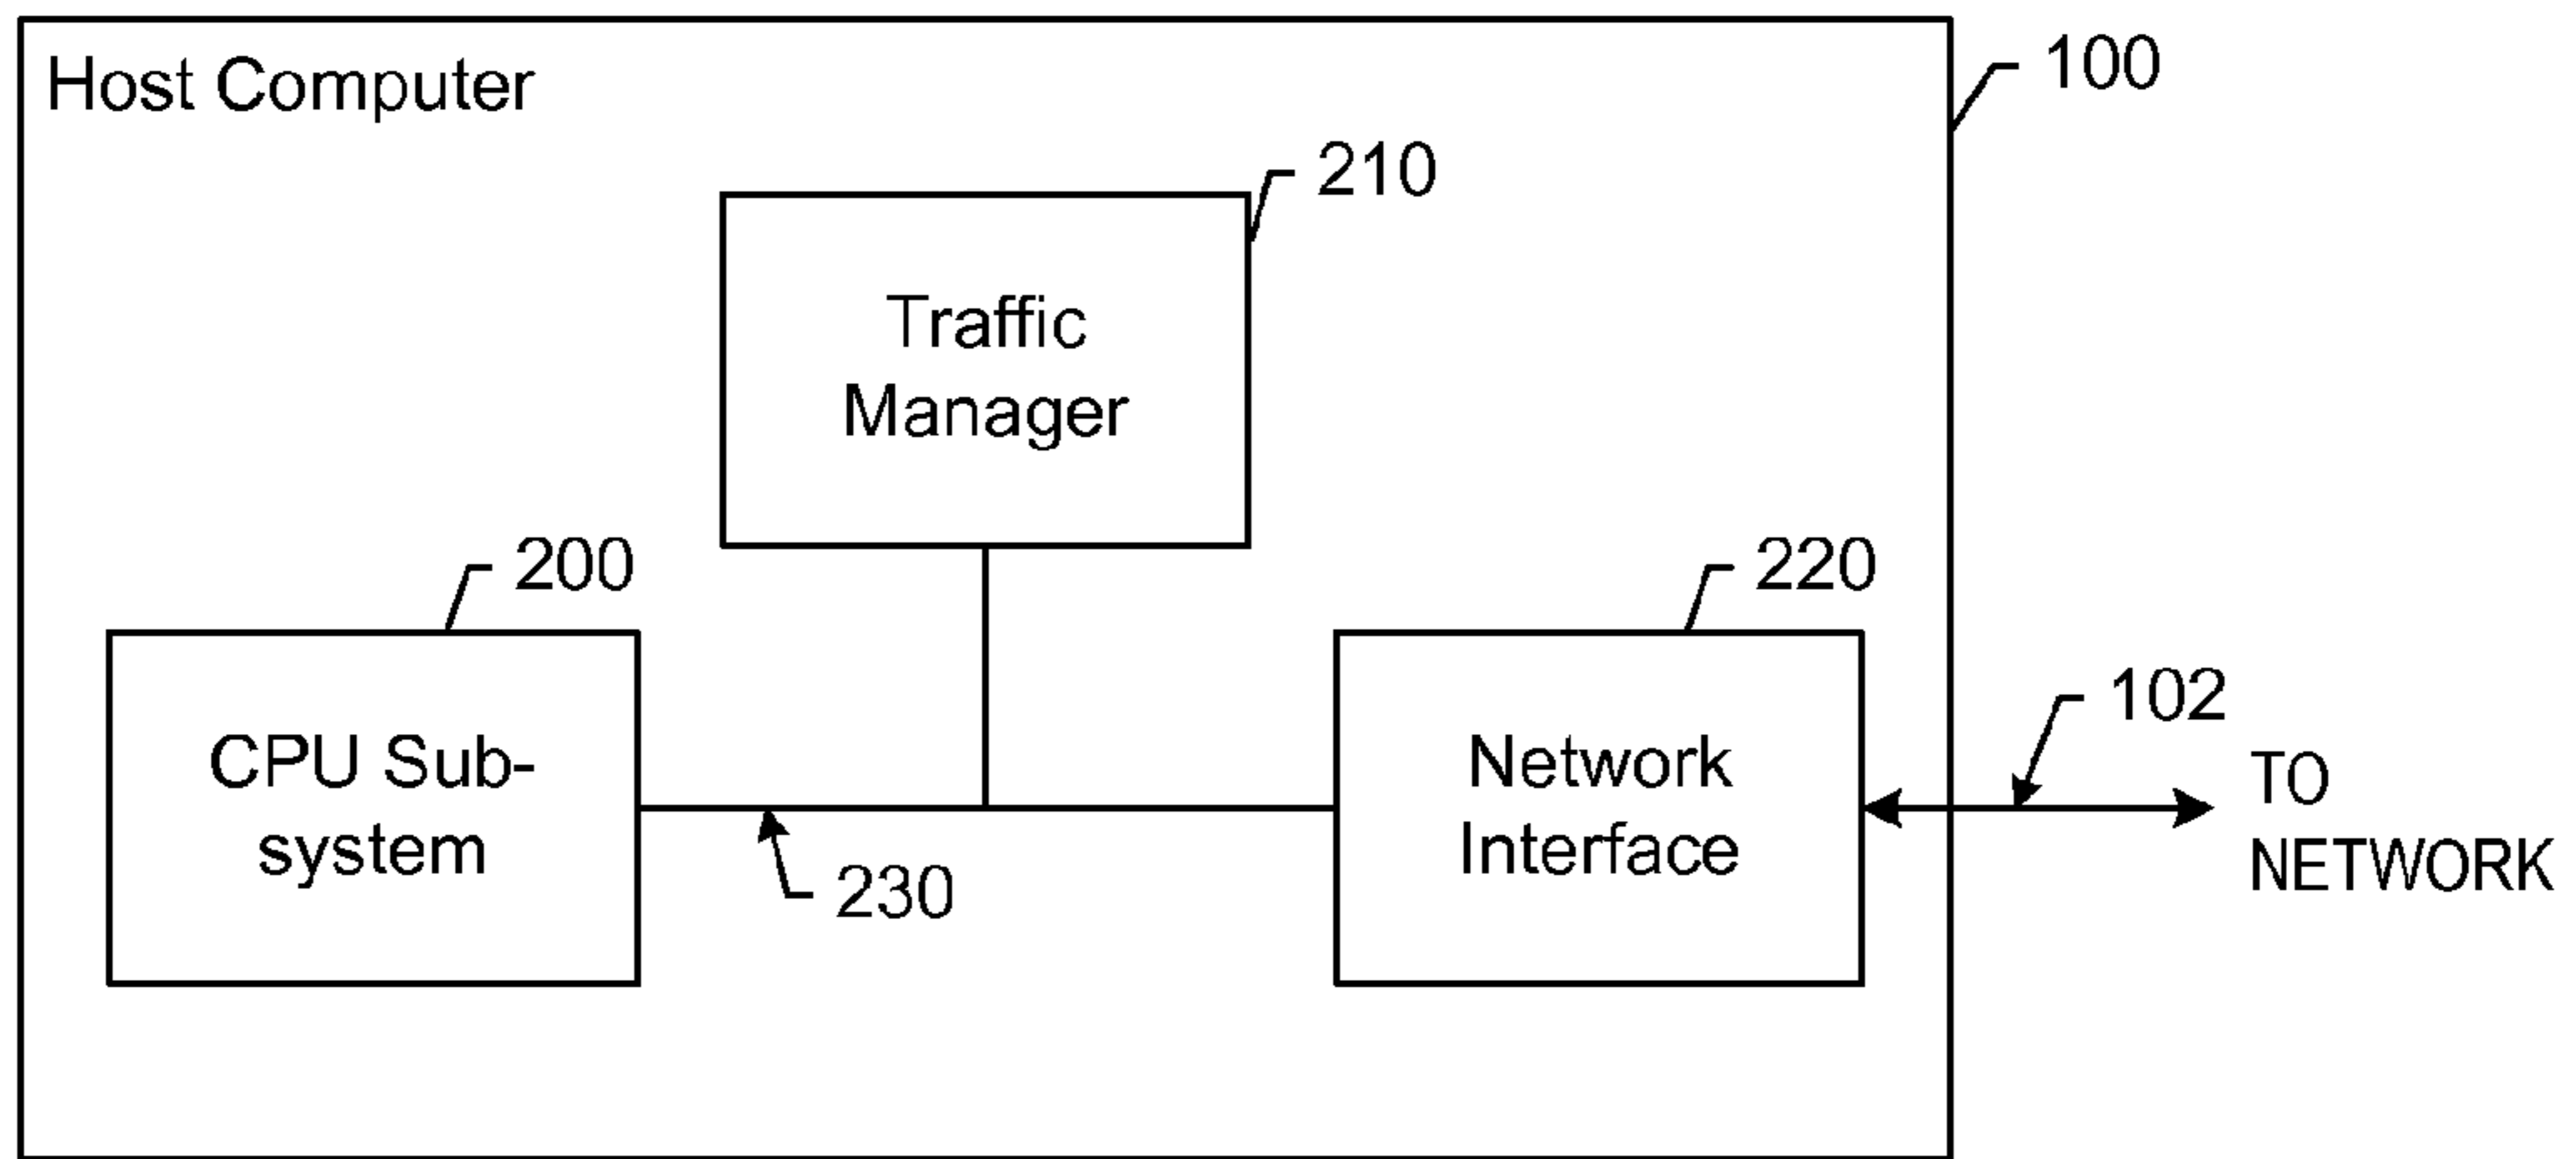 Host Computer
100
210
Traffic
Manager
200
220
CPU Sub-
system
Network
Interface
102
TO
NETWORK
230